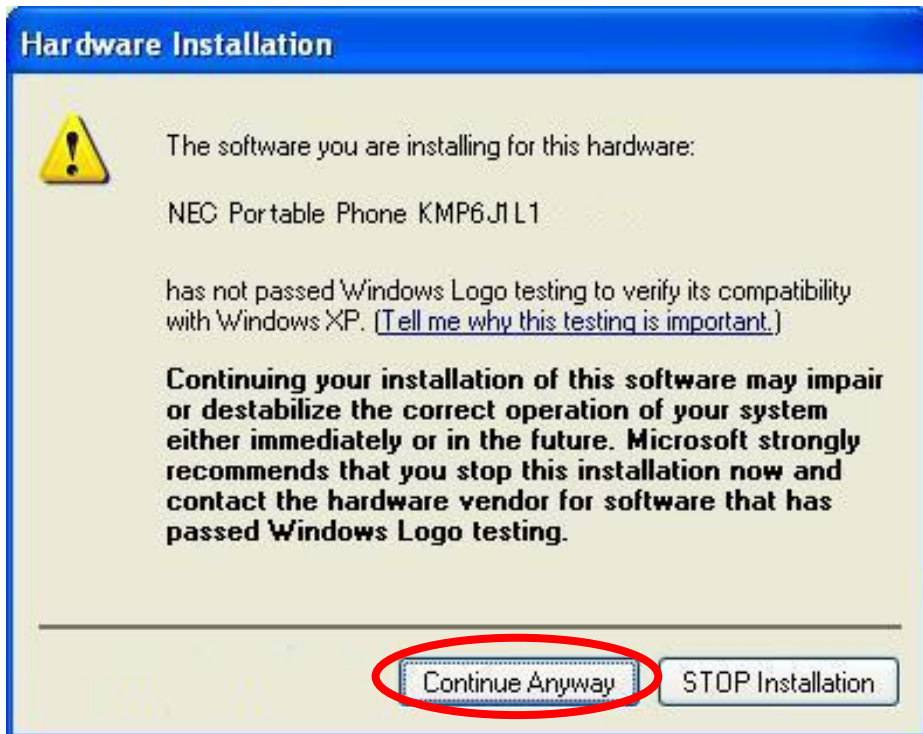 Hardware Installation
The software you are installing for this hardware:
NEC Portable Phone KMP6J1L1
has not passed Windows Logo testing to verify its compatibility
with Windows XP. (Tell me why this testing is important.)
Continuing your installation of this software may impair
or destabilize the correct operation of your system
either immediately or in the future. Microsoft strongly
recommends that you stop this installation now and
contact the hardware vendor for software that has
passed Windows Logo testing.
Continue Anyway
STOP Installation